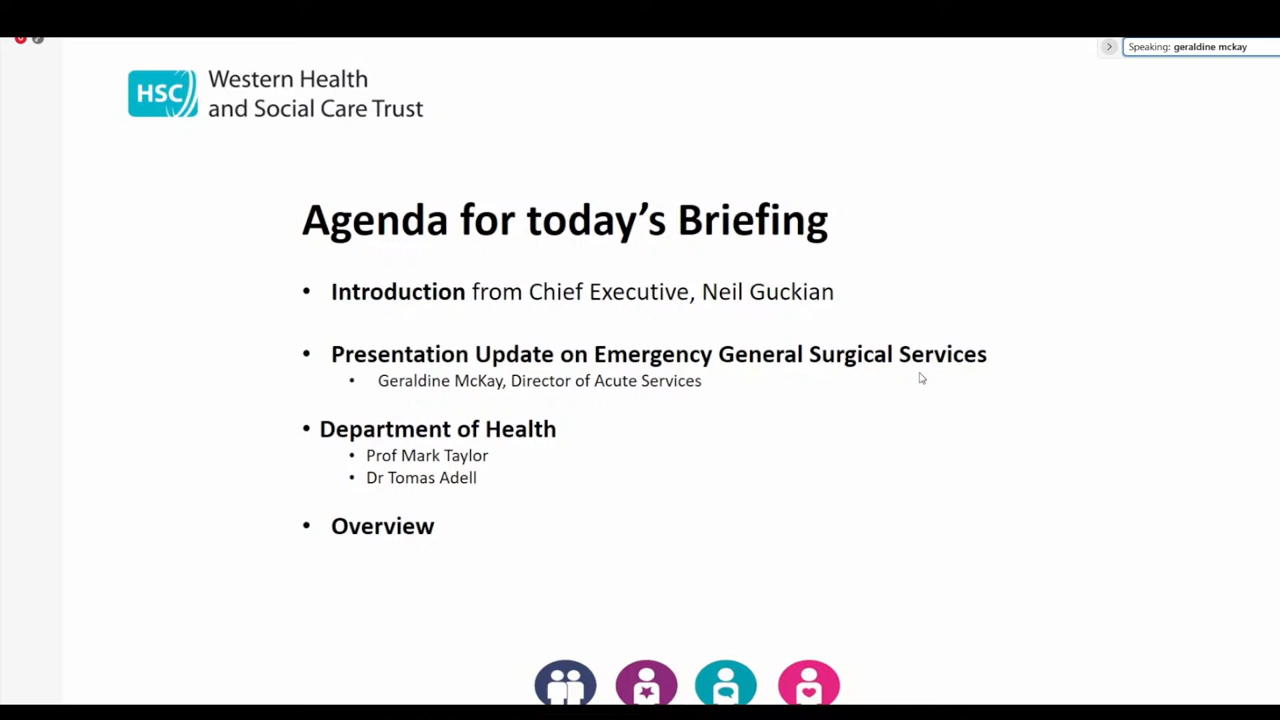 Speaking: geraldine mckay
HSC
Western Health
and Social Care Trust
Agenda for today's Briefing
• Introduction from Chief Executive, Neil Guckian
• Presentation Update on Emergency General Surgical Services
• Geraldine McKay, Director of Acute Services
• Department of Health
• Prof Mark Taylor
• Dr Tomas Adell
• Overview